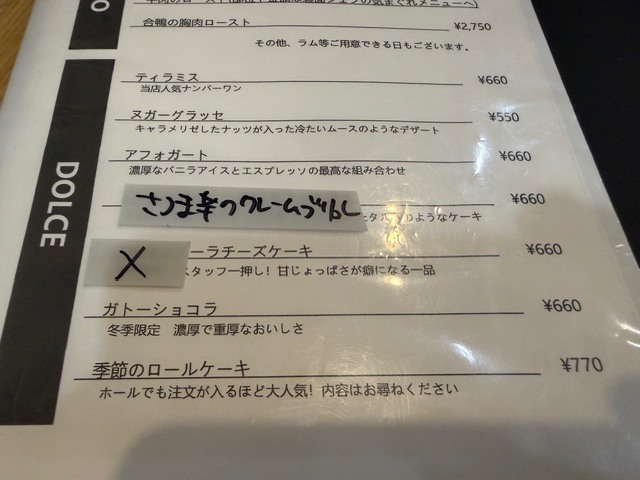 O
合鴨の胸肉ロースト ¥2,750
その他、ラム等ご用意できる日もございます。
DOLCE
ティラミス ¥660
当店人気ナンバーワン
ヌガーグラッセ ¥550
キャラメリゼしたナッツが入った冷たいムースのようなデザート
アフォガート ¥660
濃厚なバニラアイスとエスプレッソの最高な組み合わせ
さつま芋のクレームブリュレ ¥660
のようなケーキ
X ーラチーズケーキ ¥660
スタッフ一押し！甘じょっぱさが癖になる一品
ガトーショコラ ¥660
冬季限定 濃厚で重厚なおいしさ
季節のロールケーキ ¥770
ホールでも注文が入るほど大人気！内容はお尋ねください